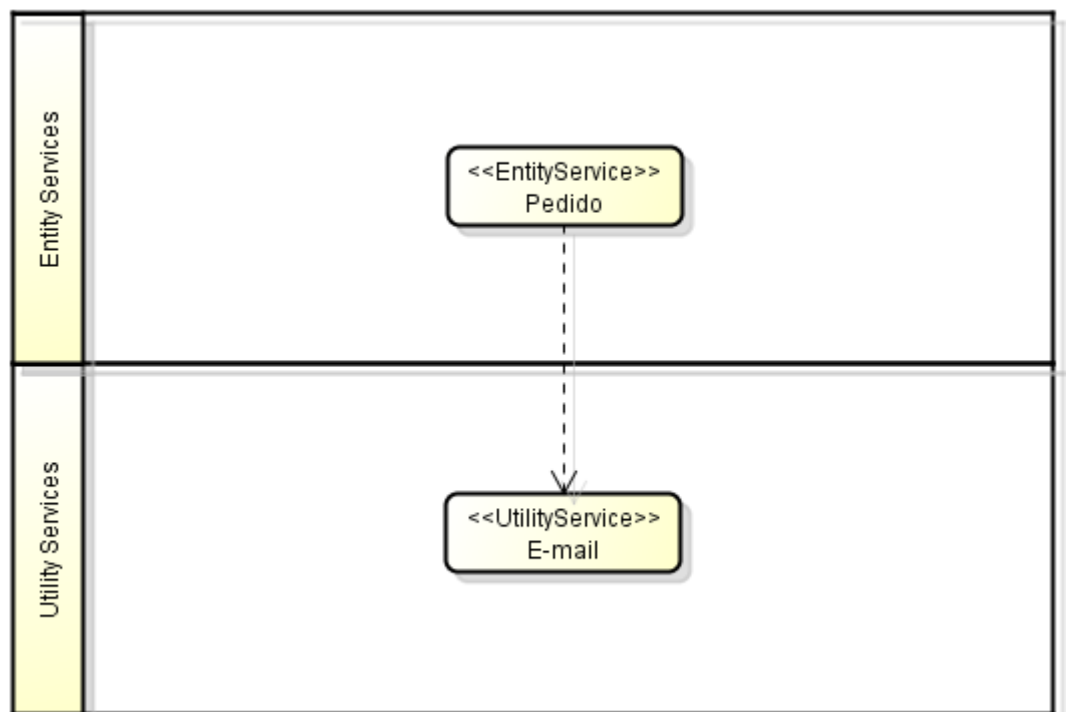 Entity Services
<<EntityService>>
Pedido
Utility Services
<<UtilityService>>
E-mail